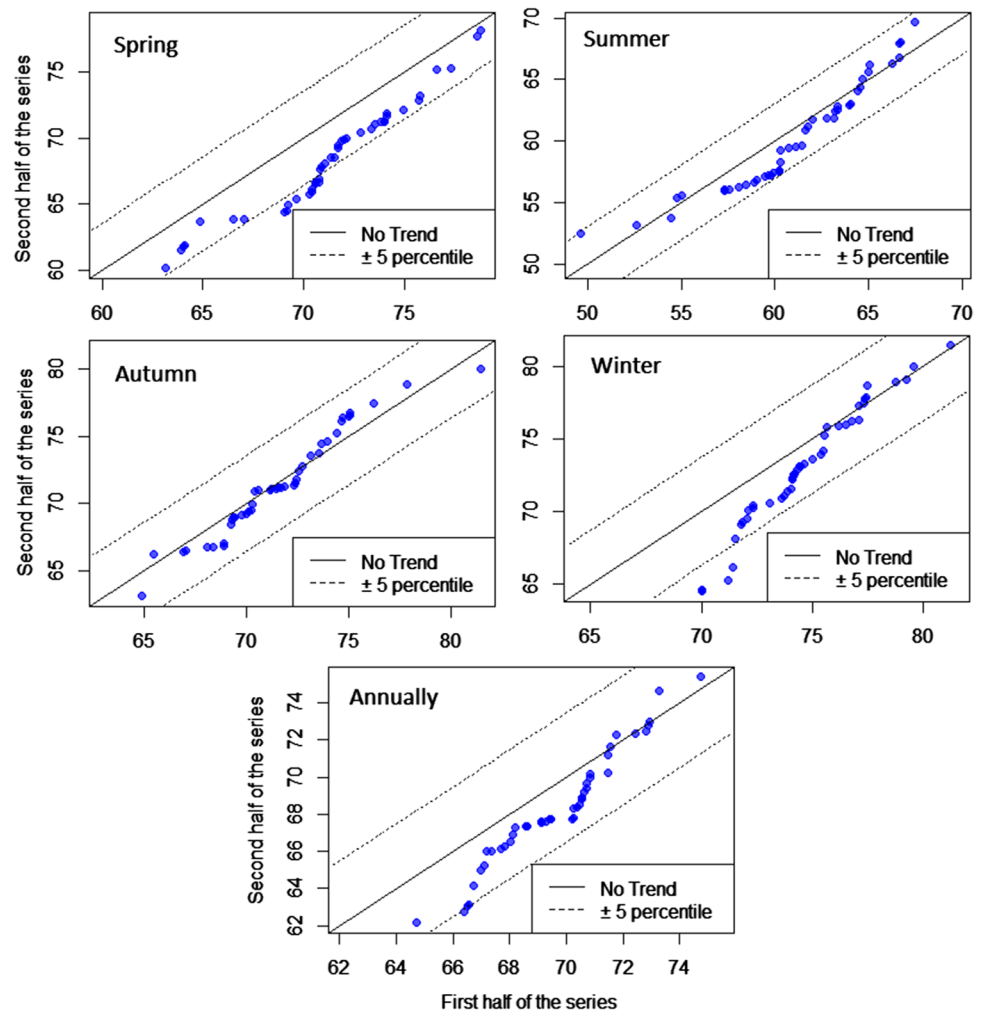 Spring
Second half of the series
75
70
65
60
60
65
70
75
No Trend
± 5 percentile
Summer
70
65
60
55
50
50
55
60
65
70
No Trend
± 5 percentile
Autumn
Second half of the series
80
75
70
65
65
70
75
80
No Trend
± 5 percentile
Winter
80
75
70
65
65
70
75
80
No Trend
± 5 percentile
Annually
Second half of the series
74
72
70
68
66
64
62
62
64
66
68
70
72
74
No Trend
± 5 percentile
First half of the series